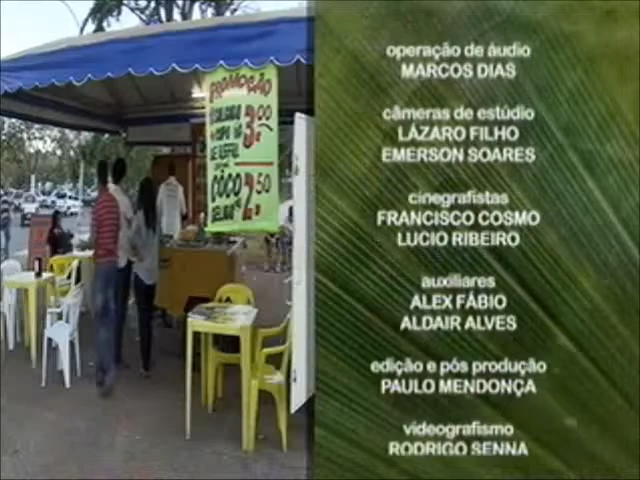 PROMOÇÃO
3.00
COCO 2.50
operação de áudio
MARCOS DIAS
câmeras de estúdio
LÁZARO FILHO
EMERSON SOARES
cinegrafistas
FRANCISCO COSMO
LUCIO RIBEIRO
auxiliares
ALEX FÁBIO
ALDAIR ALVES
edição e pós produção
PAULO MENDONÇA
videografismo
RODRIGO SENNA